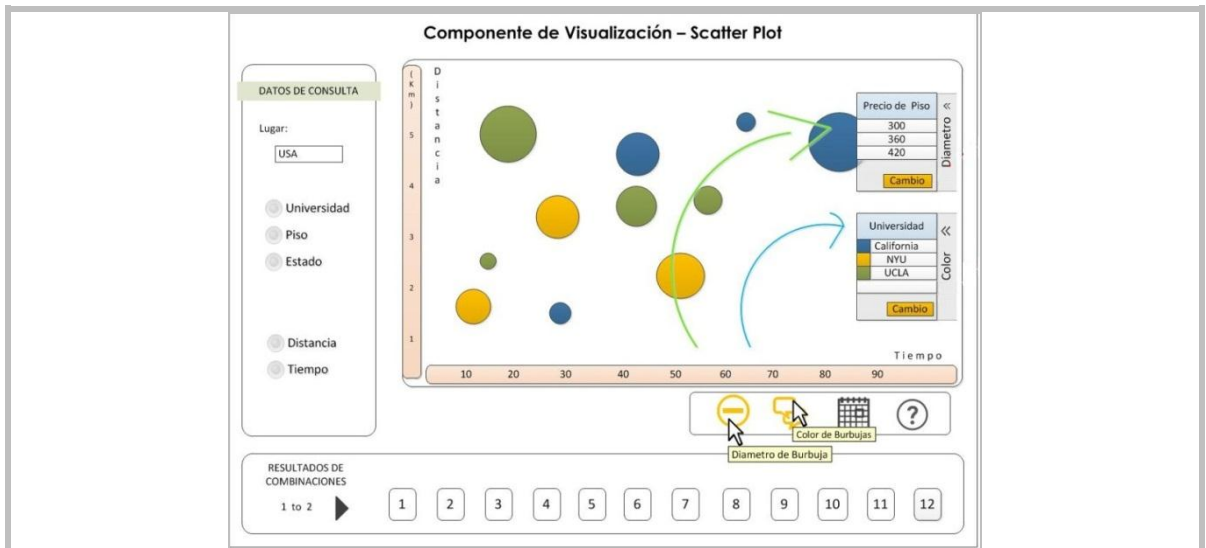 Componente de Visualización – Scatter Plot
DATOS DE CONSULTA
Lugar:
USA
Universidad
Piso
Estado
Distancia
Tiempo
(Km)
Distancia
5
4
3
2
1
Precio de Piso
300
360
420
Cambio
Diametro
«
Universidad
California
NYU
UCLA
Cambio
Color
«
Tiempo
10 20 30 40 50 60 70 80 90
?
Color de Burbujas
Diametro de Burbuja
RESULTADOS DE
COMBINACIONES
1 to 2
1 2 3 4 5 6 7 8 9 10 11 12